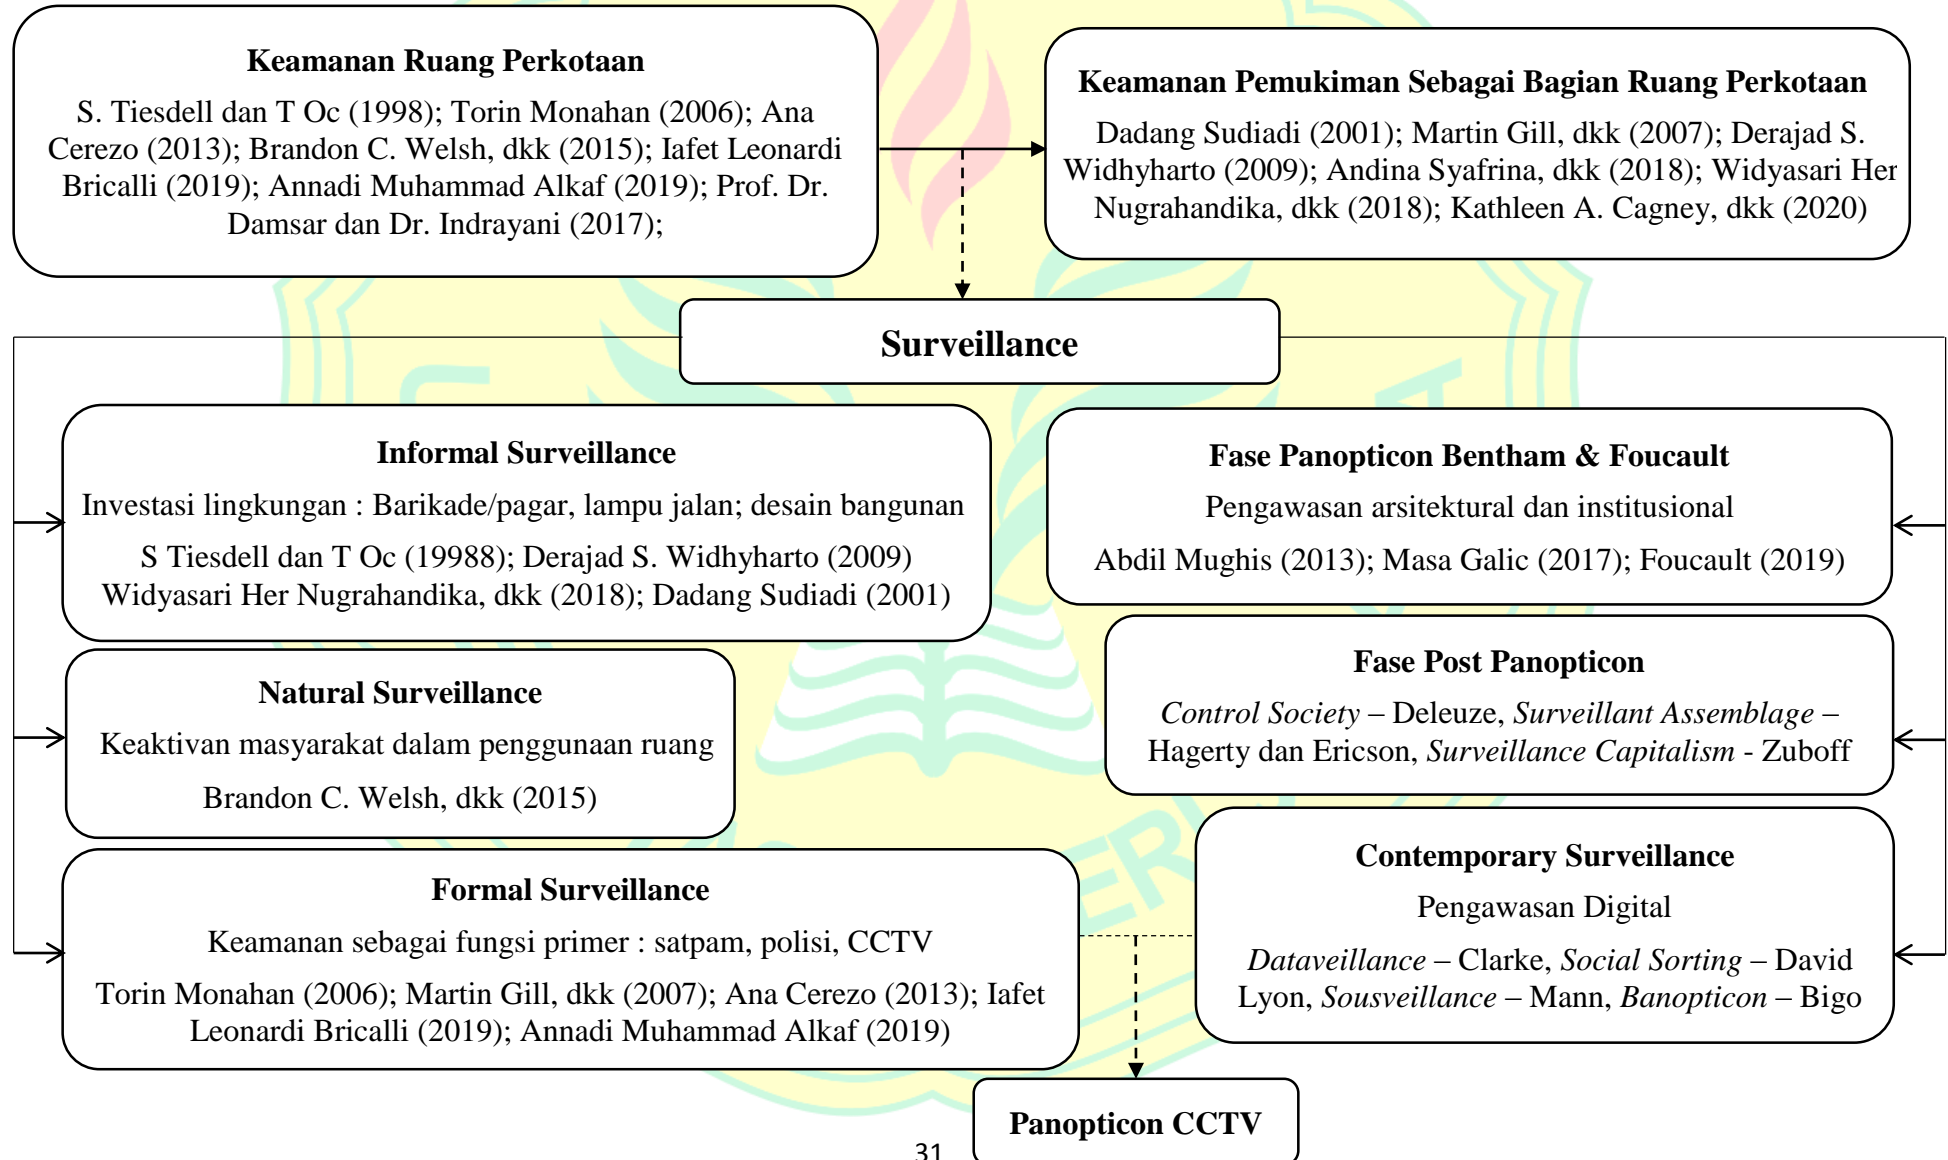 Keamanan Ruang Perkotaan
S. Tiesdell dan T Oc (1998); Torin Monahan (2006); Ana
Cerezo (2013); Brandon C. Welsh, dkk (2015); Iafet Leonardi
Bricalli (2019); Annadi Muhammad Alkaf (2019); Prof. Dr.
Damsar dan Dr. Indrayani (2017);
Keamanan Pemukiman Sebagai Bagian Ruang Perkotaan
Dadang Sudiadi (2001); Martin Gill, dkk (2007); Derajad S.
Widhyharto (2009); Andina Syafrina, dkk (2018); Widyasari Her
Nugrahandika, dkk (2018); Kathleen A. Cagney, dkk (2020)
Surveillance
Informal Surveillance
Investasi lingkungan : Barikade/pagar, lampu jalan; desain bangunan
S Tiesdell dan T Oc (19988); Derajad S. Widhyharto (2009)
Widyasari Her Nugrahandika, dkk (2018); Dadang Sudiadi (2001)
Natural Surveillance
Keaktivan masyarakat dalam penggunaan ruang
Brandon C. Welsh, dkk (2015)
Formal Surveillance
Keamanan sebagai fungsi primer : satpam, polisi, CCTV
Torin Monahan (2006); Martin Gill, dkk (2007); Ana Cerezo (2013); Iafet
Leonardi Bricalli (2019); Annadi Muhammad Alkaf (2019)
Fase Panopticon Bentham & Foucault
Pengawasan arsitektural dan institusional
Abdil Mughis (2013); Masa Galic (2017); Foucault (2019)
Fase Post Panopticon
Control Society – Deleuze, Surveillant Assemblage –
Hagerty dan Ericson, Surveillance Capitalism - Zuboff
Contemporary Surveillance
Pengawasan Digital
Dataveillance – Clarke, Social Sorting – David
Lyon, Sousveillance – Mann, Banopticon – Bigo
Panopticon CCTV
31